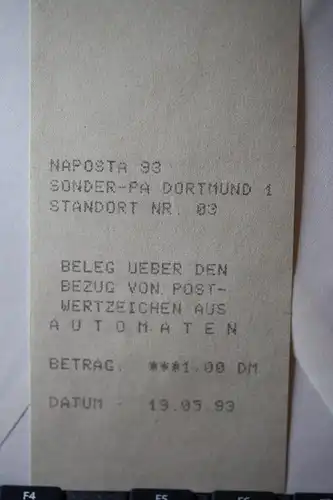 NAPOSTA 93
SONDER-PA DORTMUND 1
STANDORT NR. 03
BELEG UEBER DEN
BEZUG VON POST-
WERTZEICHEN AUS
A U T O M A T E N
BETRAG. ***1.00 DM
DATUM - 19.05.93
F4 F5 F6